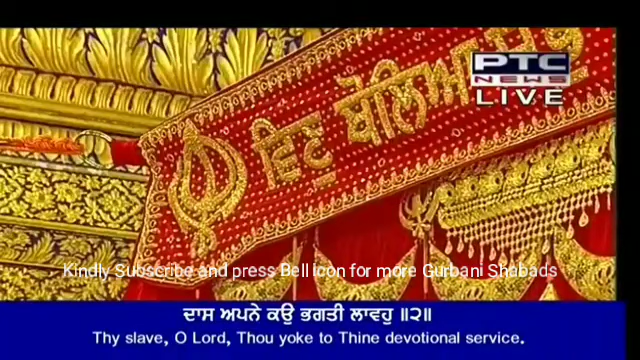 PTC
NEWS
LIVE
ਵਿਣੁ ਬੋਲਿਆ
Kindly Subscribe and press Bell Icon for more Gurbani Shabads
ਦਾਸ ਅਪਨੇ ਕਉ ਭਗਤੀ ਲਾਵਹੁ ॥੨॥
Thy slave, O Lord, Thou yoke to Thine devotional service.